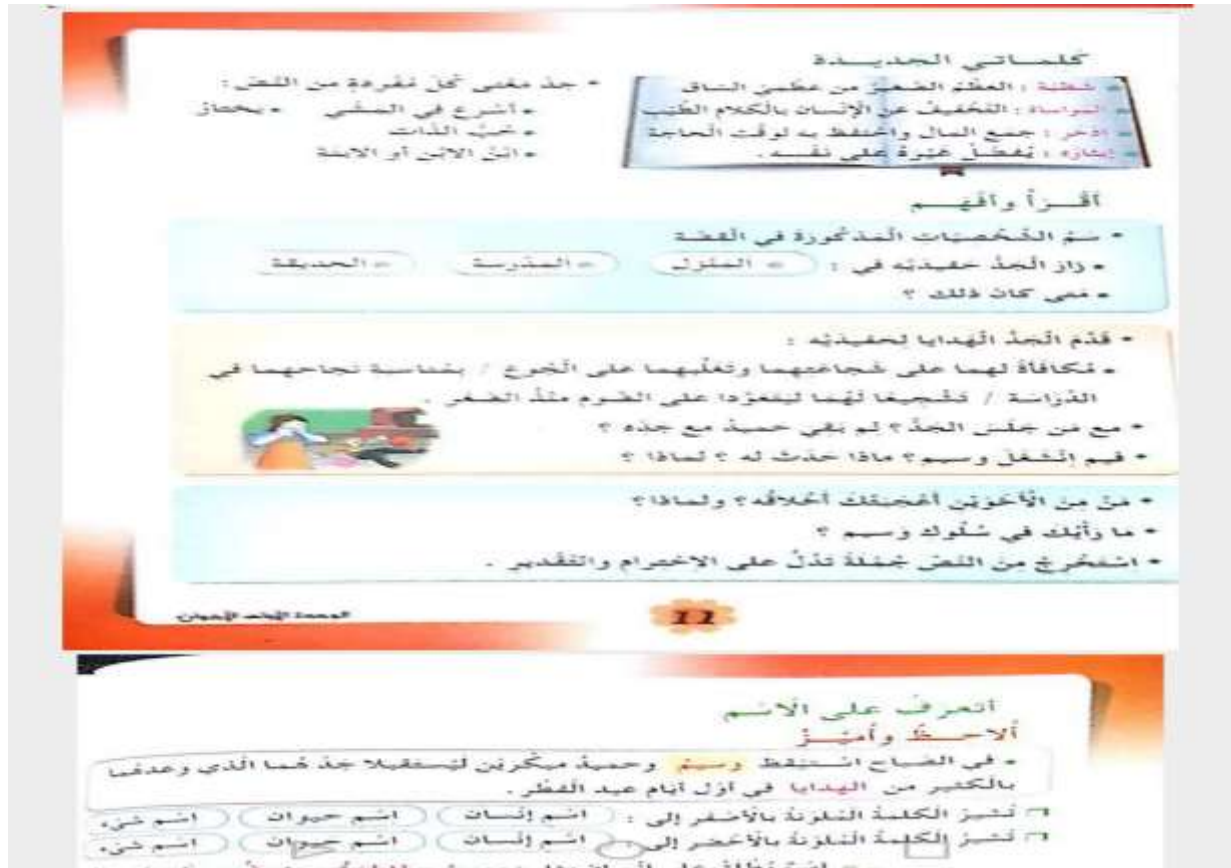 كلماتي الجديدة
شظية : العظم الصغير من عظمي الساق
المواساة : التخفيف عن الإنسان بالكلام الطيب
ادخر : جمع المال واحتفظ به لوقت الحاجة
إيثاره : يفضل غيره على نفسه .
• جد معنى كل مفردة من النص :
• أسرع في المشي • يحتاز
• حب الذات
• ابن الابن أو الابنة
أقرأ وأفهم
• سم الشخصيات المذكورة في القصة
• زار الجد حفيديه في : المنزل المدرسة الحديقة
• متى كان ذلك ؟
• قدم الجد الهدايا لحفيديه :
• مكافأة لهما على شجاعتهما وتغلبهما على الجوع / بمناسبة نجاحهما في
الدراسة / تشجيعا لهما ليتعودا على الصوم منذ الصغر .
• مع من جلس الجد ؟ لم بقي حميد مع جده ؟
• فيم إنشغل وسيم ؟ ماذا حدث له ؟ لماذا ؟
• من من الأخوين أعجبتك أخلاقه ؟ ولماذا ؟
• ما رأيك في سلوك وسيم ؟
• استخرج من النص جملة تدل على الاحترام والتقدير .
11
أتعرف على الاسم
ألاحظ وأميز
• في الصباح استيقظ وسيم وحميد مبكرين ليستقبلا جدهما الذي وعدهما
بالكثير من الهدايا في أول أيام عيد الفطر .
تشير الكلمة الملونة بالأصفر إلى : اسم إنسان اسم حيوان اسم شيء
تشير الكلمة الملونة بالأخضر إلى : اسم إنسان اسم حيوان اسم شيء